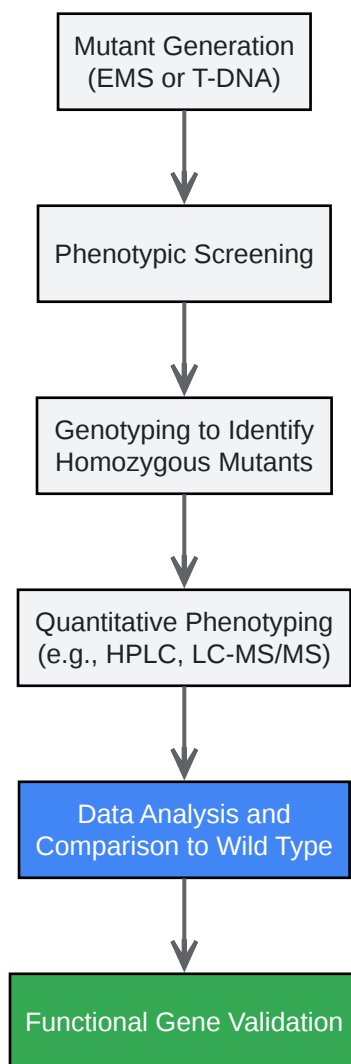 Mutant Generation
(EMS or T-DNA)
Phenotypic Screening
Genotyping to Identify
Homozygous Mutants
Quantitative Phenotyping
(e.g., HPLC, LC-MS/MS)
Data Analysis and
Comparison to Wild Type
Functional Gene Validation